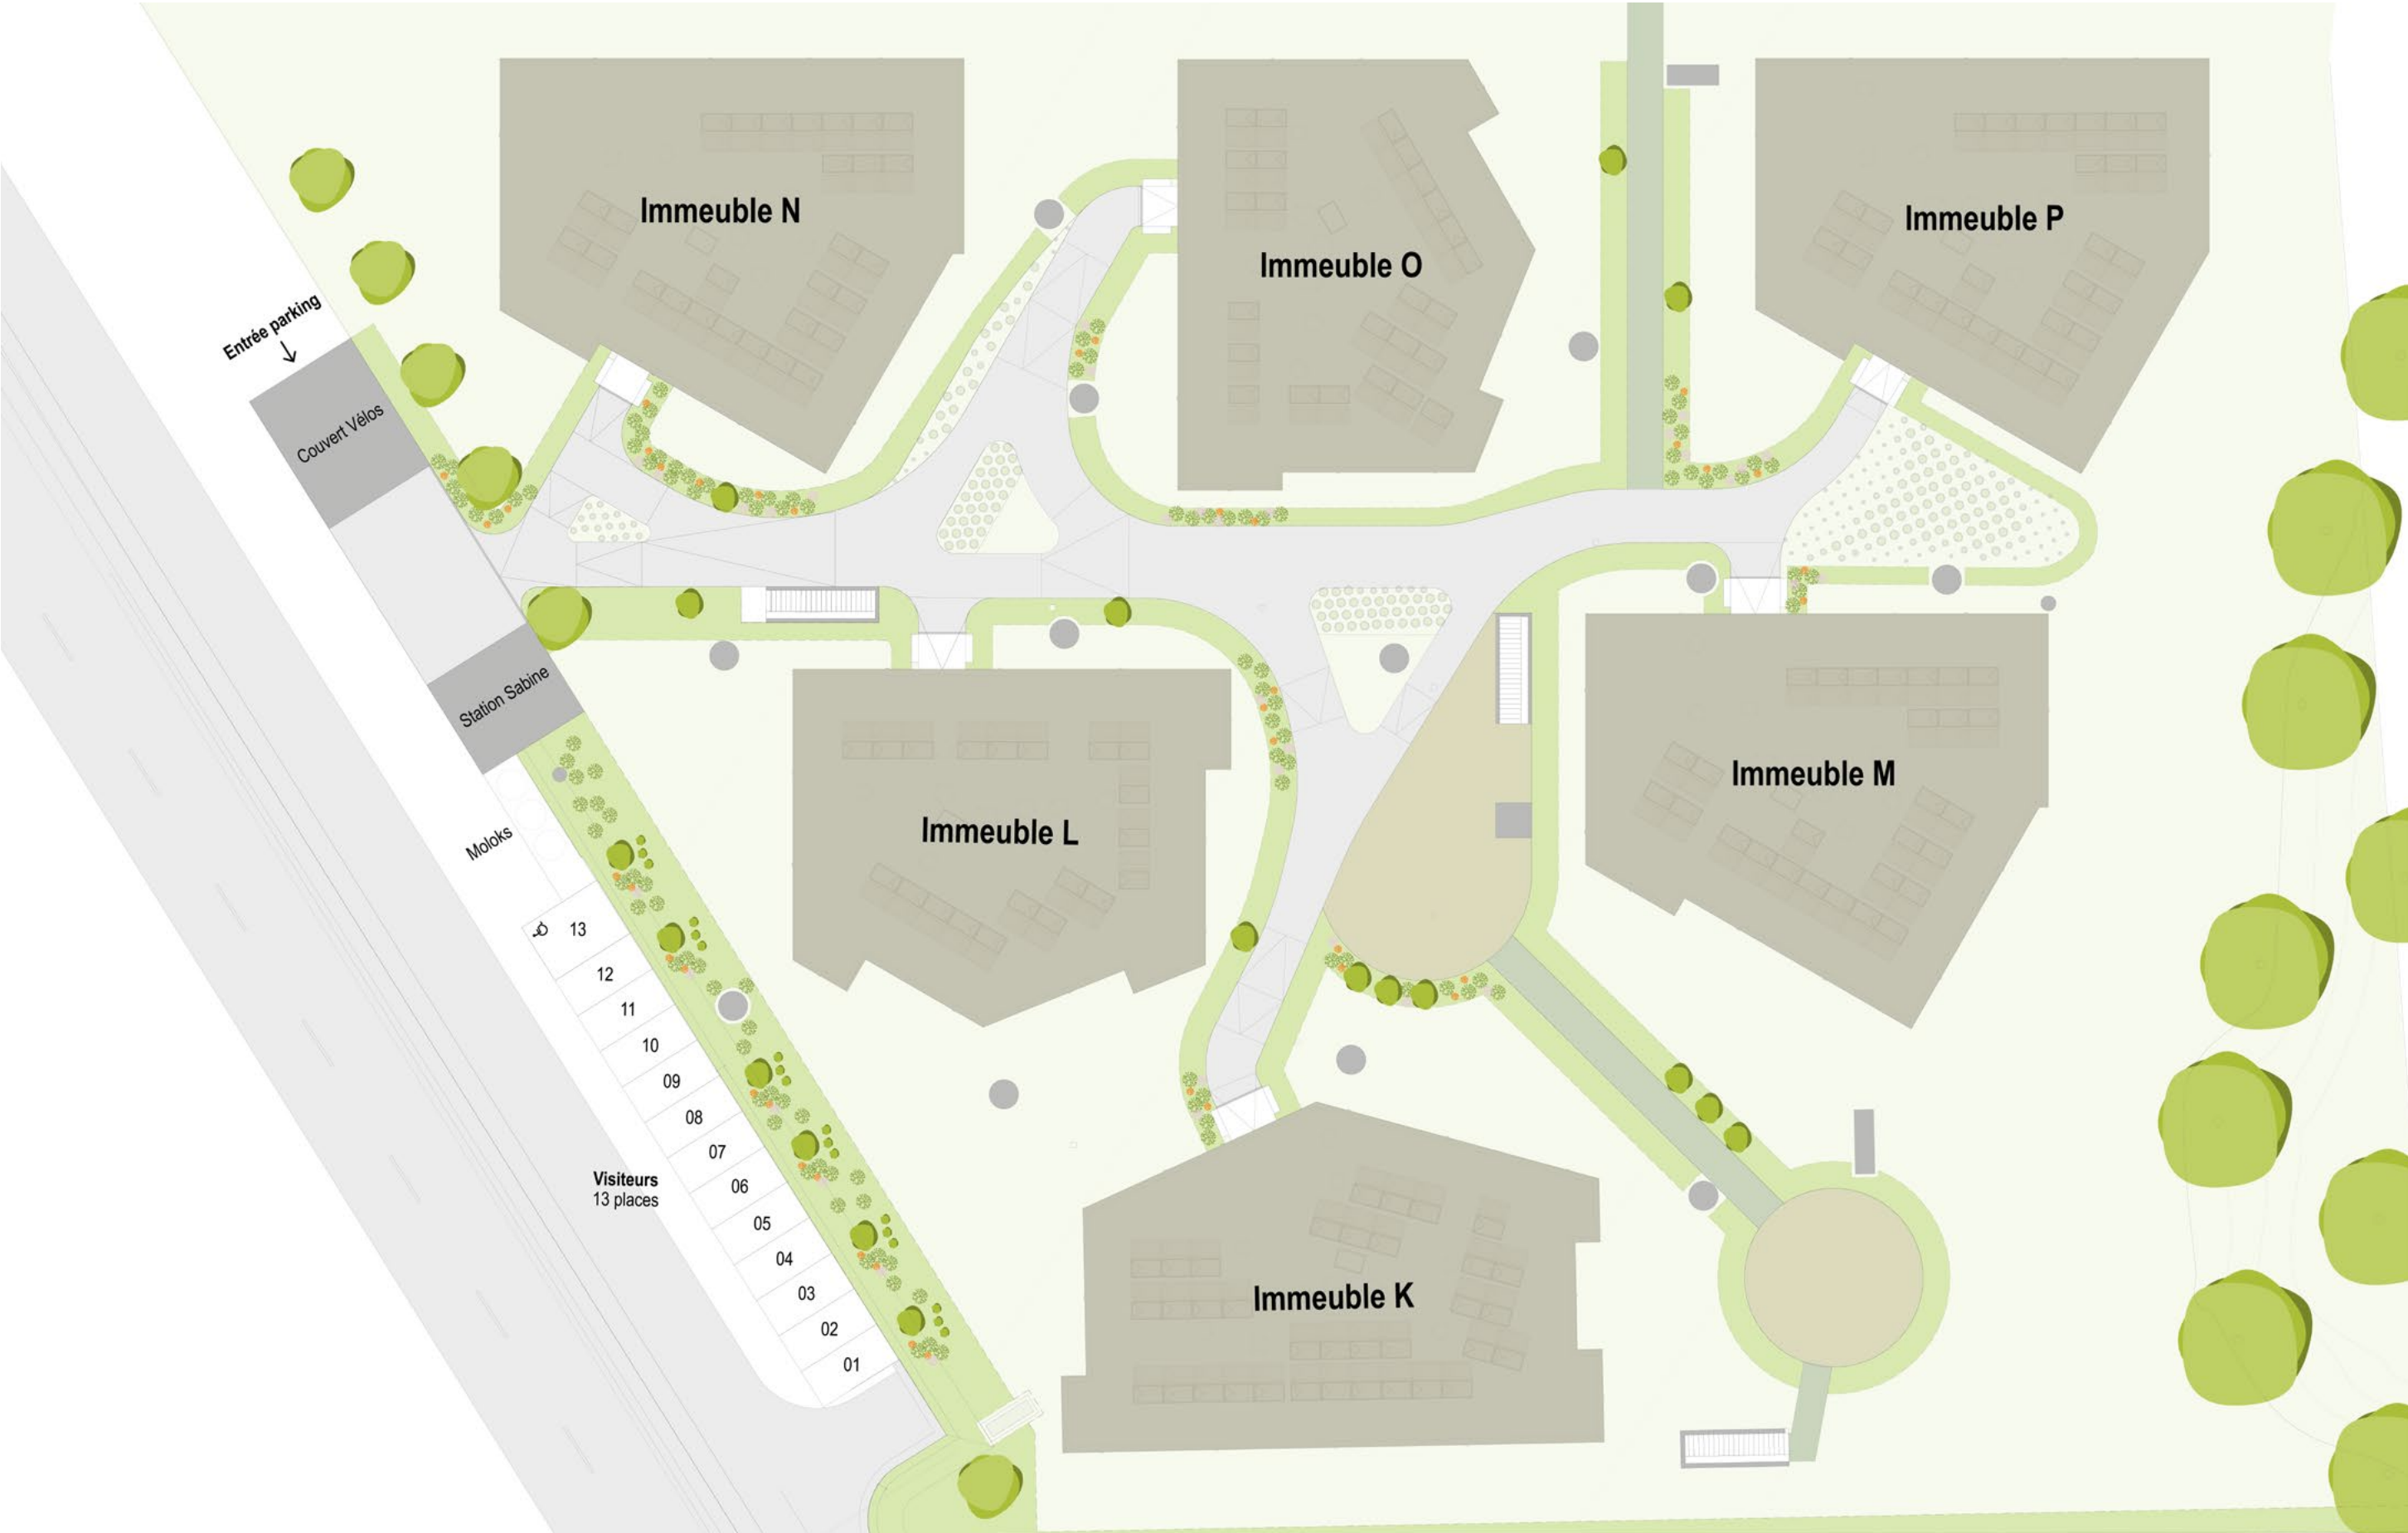 Immeuble N
Immeuble O
Immeuble P
Entrée parking
Couvert Vélos
Station Sabine
Moloks
Immeuble L
Immeuble M
13
12
11
10
09
08
07
06
05
04
03
02
01
Visiteurs
13 places
Immeuble K